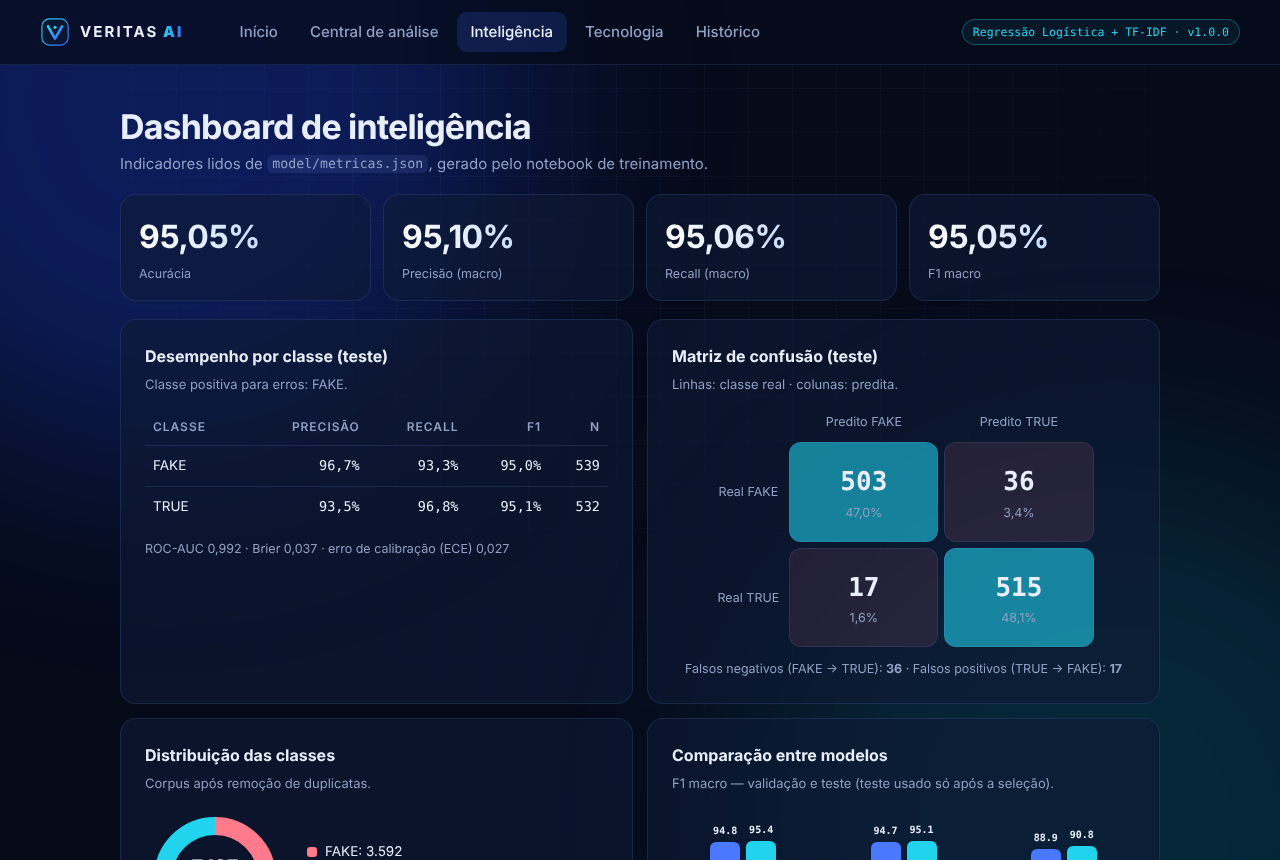 VERITAS AI
Início
Central de análise
Inteligência
Tecnologia
Histórico
Regressão Logística + TF-IDF · v1.0.0
Dashboard de inteligência
Indicadores lidos de model/metricas.json, gerado pelo notebook de treinamento.
95,05%
Acurácia
95,10%
Precisão (macro)
95,06%
Recall (macro)
95,05%
F1 macro
Desempenho por classe (teste)
Classe positiva para erros: FAKE.
CLASSE PRECISÃO RECALL F1 N
FAKE 96,7% 93,3% 95,0% 539
TRUE 93,5% 96,8% 95,1% 532
ROC-AUC 0,992 · Brier 0,037 · erro de calibração (ECE) 0,027
Matriz de confusão (teste)
Linhas: classe real · colunas: predita.
Predito FAKE Predito TRUE
Real FAKE
503
47,0%
36
3,4%
Real TRUE
17
1,6%
515
48,1%
Falsos negativos (FAKE → TRUE): 36 · Falsos positivos (TRUE → FAKE): 17
Distribuição das classes
Corpus após remoção de duplicatas.
FAKE: 3.592
Comparação entre modelos
F1 macro — validação e teste (teste usado só após a seleção).
94.8 95.4
94.7 95.1
88.9 90.8